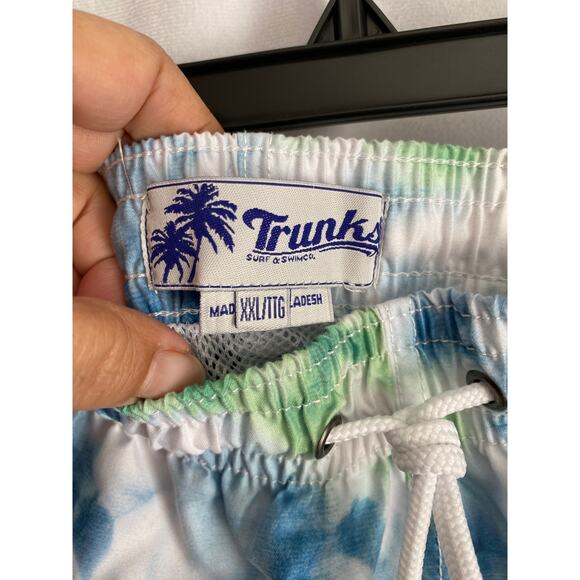 Trunks
SURF & SWIM CO.
MAD XXL/TTG LADESH